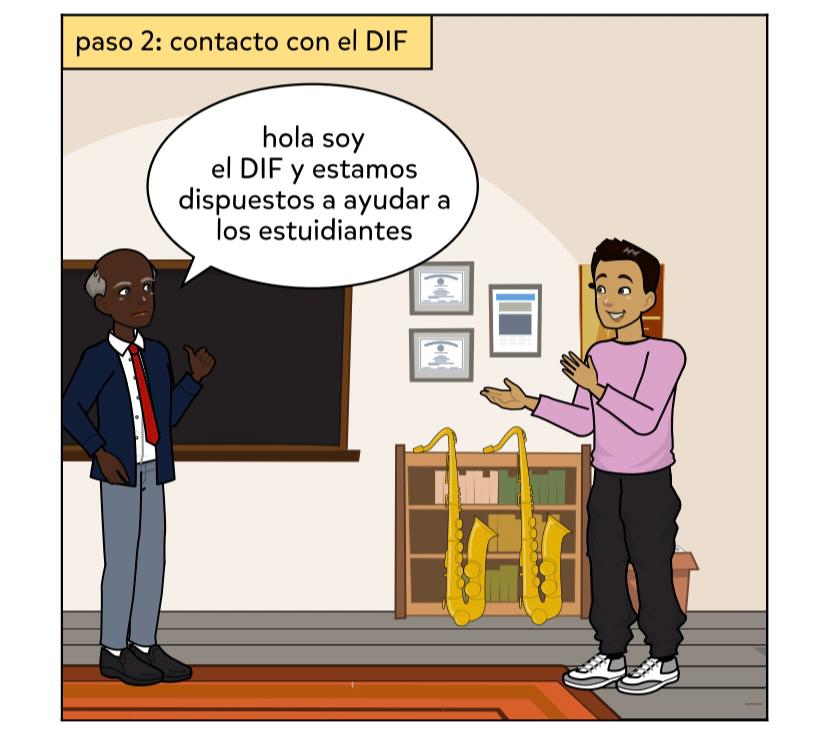 paso 2: contacto con el DIF
hola soy
el DIF y estamos
dispuestos a ayudar a
los estuidiantes